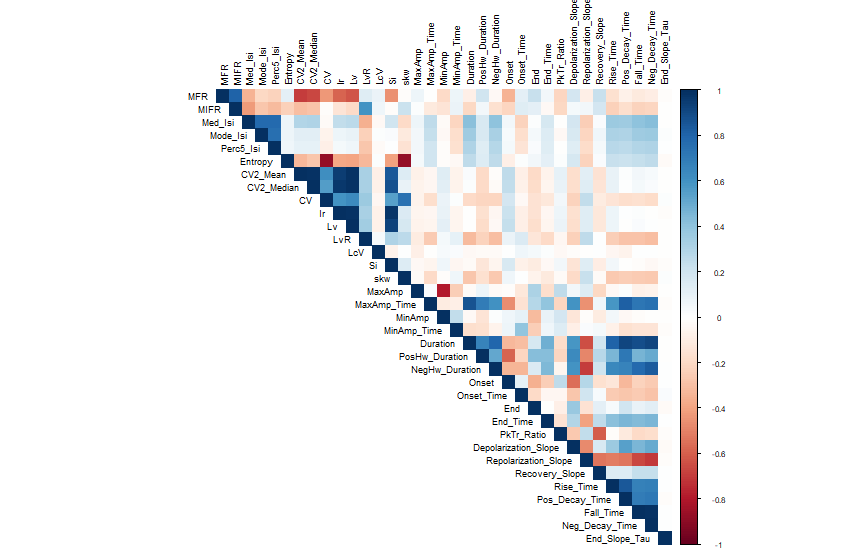 MFR
MIFR
Med_Isi
Mode_Isi
Perc5_Isi
Entropy
CV2_Mean
CV2_Median
CV
Ir
Lv
LvR
LcV
Si
skw
MaxAmp
MaxAmp_Time
MinAmp
MinAmp_Time
Duration
PosHw_Duration
NegHw_Duration
Onset
Onset_Time
End
End_Time
PkTr_Ratio
Depolarization_Slope
Repolarization_Slope
Recovery_Slope
Rise_Time
Pos_Decay_Time
Fall_Time
Neg_Decay_Time
End_Slope_Tau
MFR
MIFR
Med_Isi
Mode_Isi
Perc5_Isi
Entropy
CV2_Mean
CV2_Median
CV
Ir
Lv
LvR
LcV
Si
skw
MaxAmp
MaxAmp_Time
MinAmp
MinAmp_Time
Duration
PosHw_Duration
NegHw_Duration
Onset
Onset_Time
End
End_Time
PkTr_Ratio
Depolarization_Slope
Repolarization_Slope
Recovery_Slope
Rise_Time
Pos_Decay_Time
Fall_Time
Neg_Decay_Time
End_Slope_Tau
1
0.8
0.6
0.4
0.2
0
-0.2
-0.4
-0.6
-0.8
-1